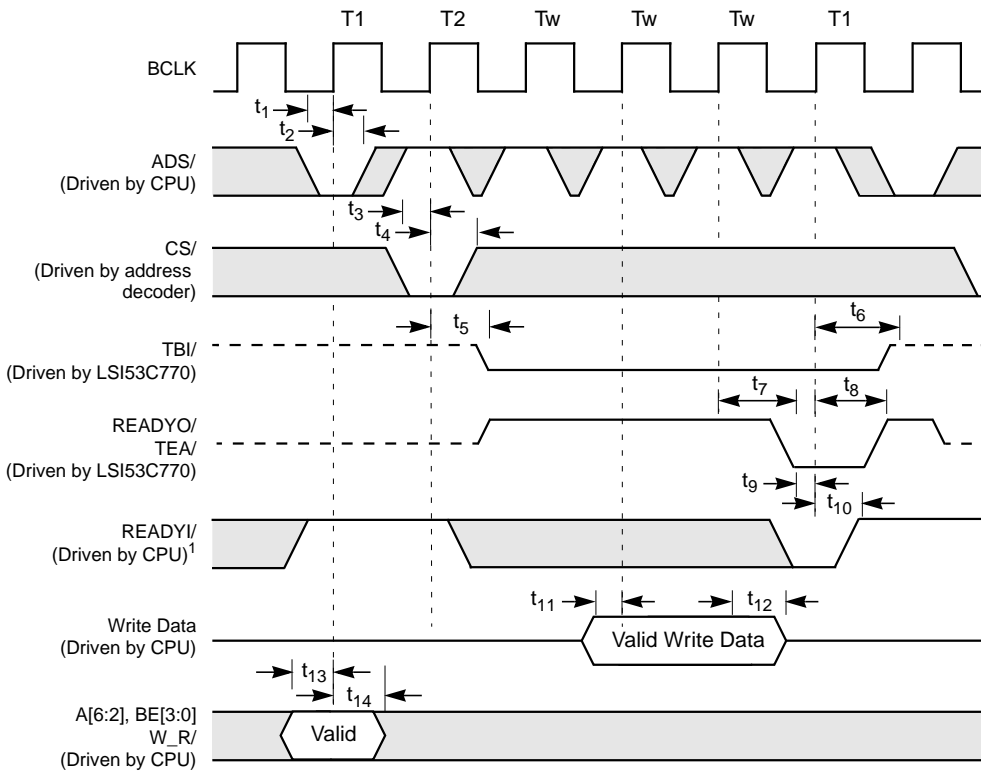 T1 T2 Tw Tw Tw T1
BCLK
t1
t2
ADS/
(Driven by CPU)
t3
t4
CS/
(Driven by address
decoder)
t5
t6
TBI/
(Driven by LSI53C770)
t7
t8
READYO/
TEA/
(Driven by LSI53C770)
t9
t10
READYI/
(Driven by CPU)1
t11
t12
Write Data
(Driven by CPU)
Valid Write Data
t13
t14
A[6:2], BE[3:0]
W_R/
(Driven by CPU)
Valid